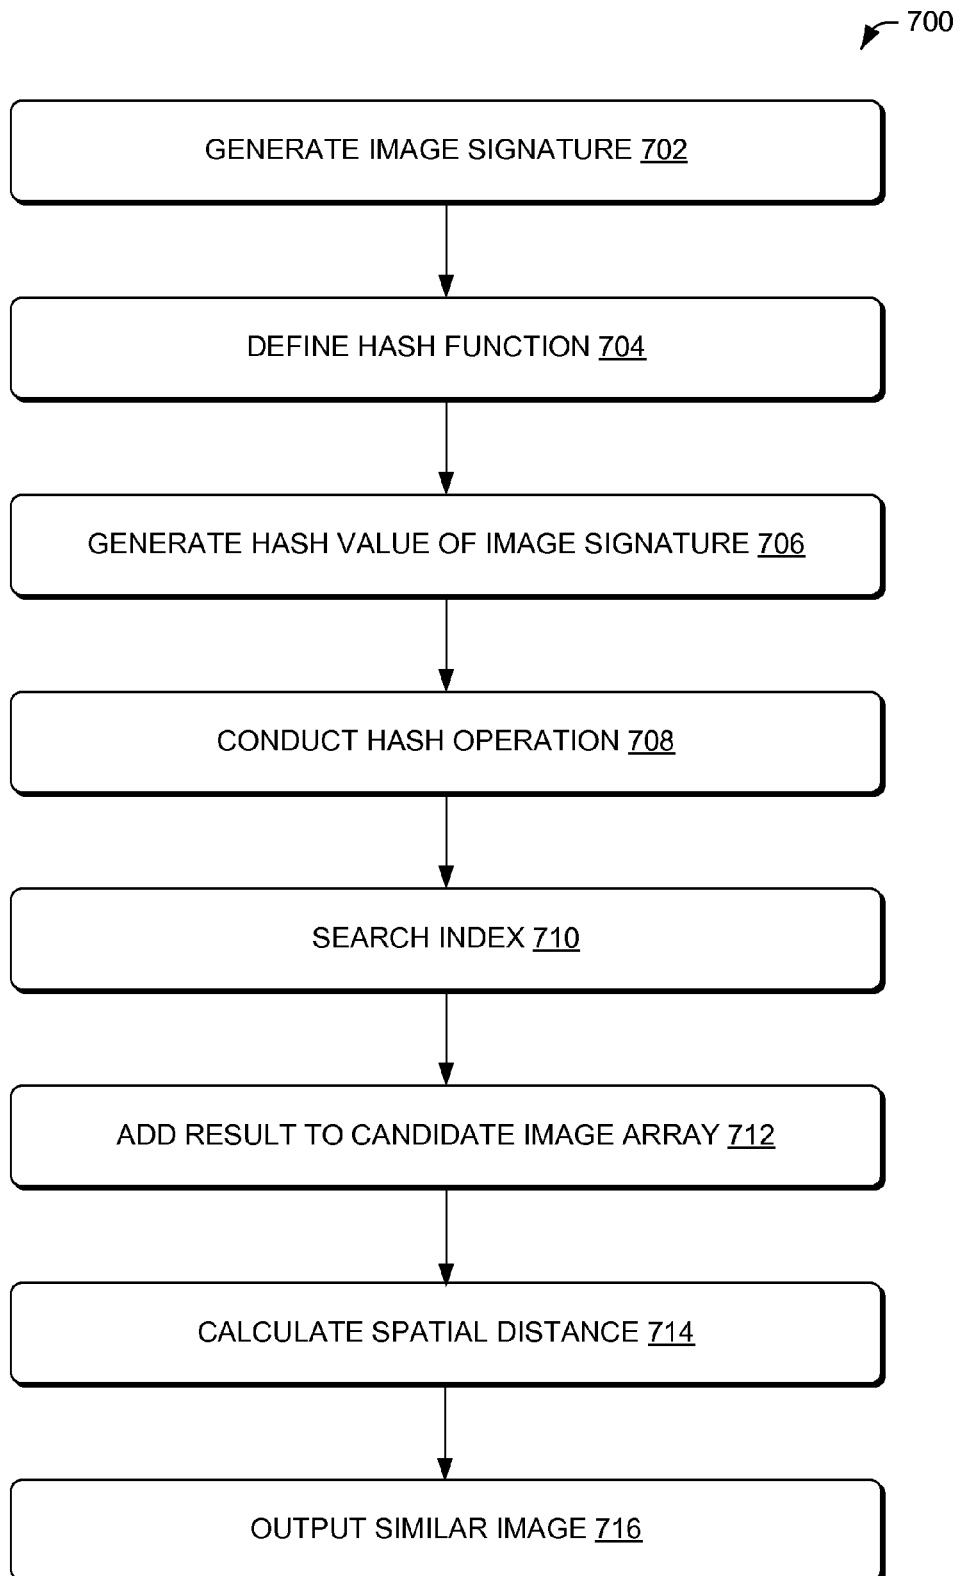 700
GENERATE IMAGE SIGNATURE 702
DEFINE HASH FUNCTION 704
GENERATE HASH VALUE OF IMAGE SIGNATURE 706
CONDUCT HASH OPERATION 708
SEARCH INDEX 710
ADD RESULT TO CANDIDATE IMAGE ARRAY 712
CALCULATE SPATIAL DISTANCE 714
OUTPUT SIMILAR IMAGE 716